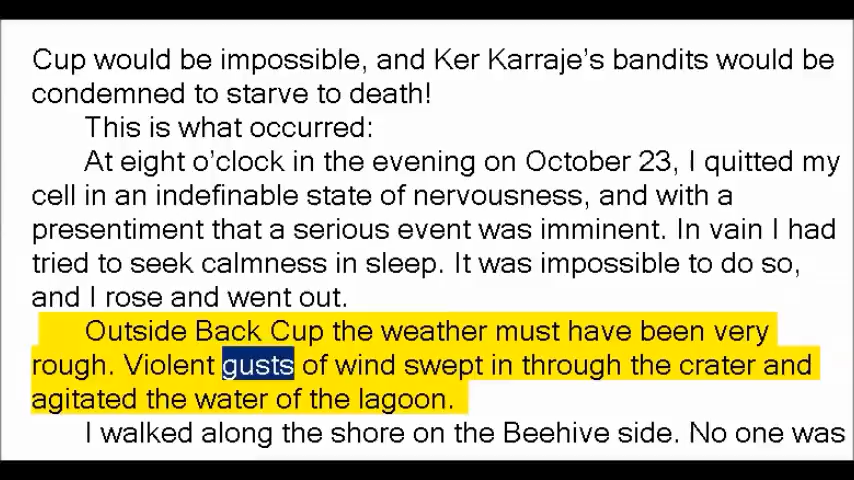 Cup would be impossible, and Ker Karraje's bandits would be
condemned to starve to death!
This is what occurred:
At eight o'clock in the evening on October 23, I quitted my
cell in an indefinable state of nervousness, and with a
presentiment that a serious event was imminent. In vain I had
tried to seek calmness in sleep. It was impossible to do so,
and I rose and went out.
Outside Back Cup the weather must have been very
rough. Violent gusts of wind swept in through the crater and
agitated the water of the lagoon.
I walked along the shore on the Beehive side. No one was